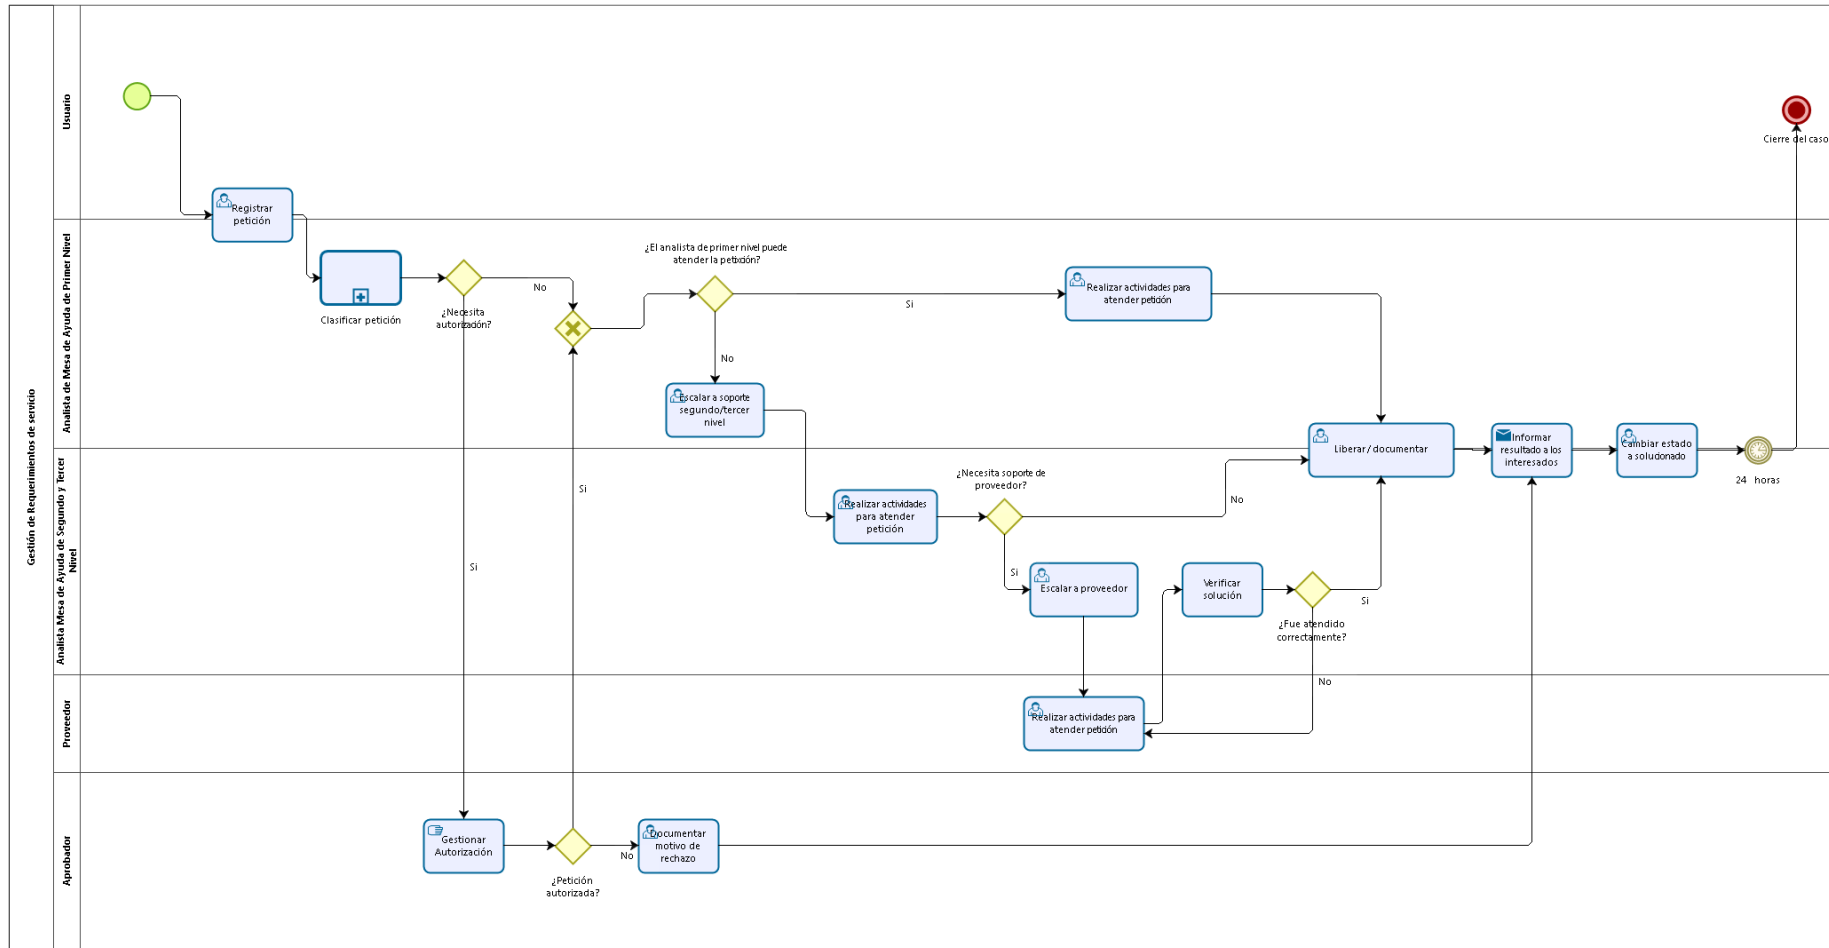 Gestión de Requerimientos de servicio
Usuario
Cierre del caso
Registrar
petición
Analista de Mesa de Ayuda de Primer Nivel
Clasificar petición
¿Necesita
autorización?
No
¿El analista de primer nivel puede
atender la petición?
Si
No
Escalar a soporte
segundo/tercer
nivel
Realizar actividades para
atender petición
Liberar / documentar
Informar
resultado a los
interesados
Cambiar estado
a solucionado
24 horas
Analista Mesa de Ayuda de Segundo y Tercer
Nivel
Si
Si
Realizar actividades
para atender
petición
¿Necesita soporte de
proveedor?
No
Si
Escalar a proveedor
Verificar
solución
¿Fue atendido
correctamente?
Si
No
Proveedor
Realizar actividades para
atender petición
Aprobador
Gestionar
Autorización
¿Petición
autorizada?
No
Documentar
motivo de
rechazo